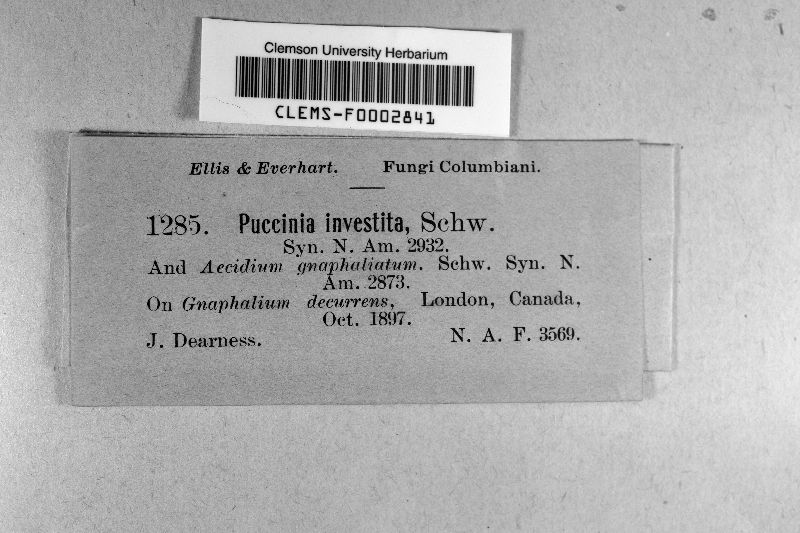 Clemson University Herbarium
CLEMS-F0002841
Ellis & Everhart. Fungi Columbiani.
1285. Puccinia investita, Schw.
Syn. N. Am. 2932.
And Aecidium gnaphaliatum. Schw. Syn. N.
Am. 2873.
On Gnaphalium decurrens, London, Canada,
Oct. 1897.
J. Dearness. N. A. F. 3569.